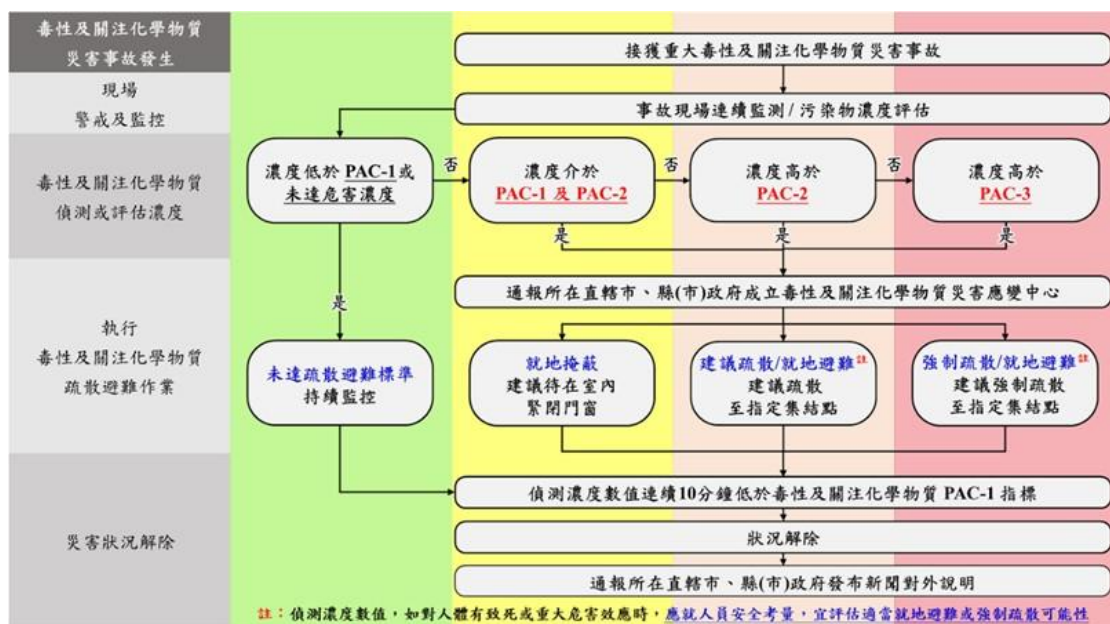 毒性及關注化學物質
災害事故發生
接獲重大毒性及關注化學物質災害事故
現場
警戒及監控
事故現場連續監測/污染物濃度評估
毒性及關注化學物質
偵測或評估濃度
濃度低於 PAC-1或
未達危害濃度
否
濃度介於
PAC-1 及 PAC-2
否
濃度高於
PAC-2
否
濃度高於
PAC-3
是
是
是
是
通報所在直轄市、縣(市)政府成立毒性及關注化學物質災害應變中心
執行
毒性及關注化學物質
疏散避難作業
未達疏散避難標準
持續監控
就地掩蔽
建議待在室內
緊閉門窗
建議疏散/就地避難註
建議疏散
至指定集結點
強制疏散/就地避難註
建議強制疏散
至指定集結點
偵測濃度數值連續10分鐘低於毒性及關注化學物質 PAC-1 指標
災害狀況解除
狀況解除
通報所在直轄市、縣(市)政府發布新聞對外說明
註：偵測濃度數值，如對人體有致死或重大危害效應時，應就人員安全考量，宜評估適當就地避難或強制疏散可能性